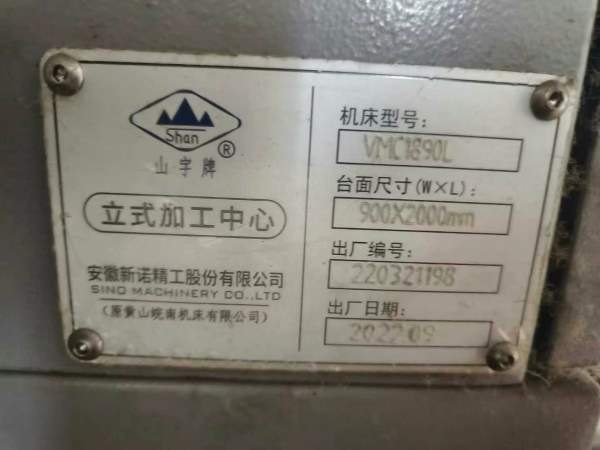 Shan
®
山字牌
立式加工中心
安徽新诺精工股份有限公司
SINO MACHINERY CO.,LTD
(原黄山皖南机床有限公司)
机床型号:
VMC1890L
台面尺寸(W×L):
900X2000mm
出厂编号:
220321198
出厂日期:
2022.09